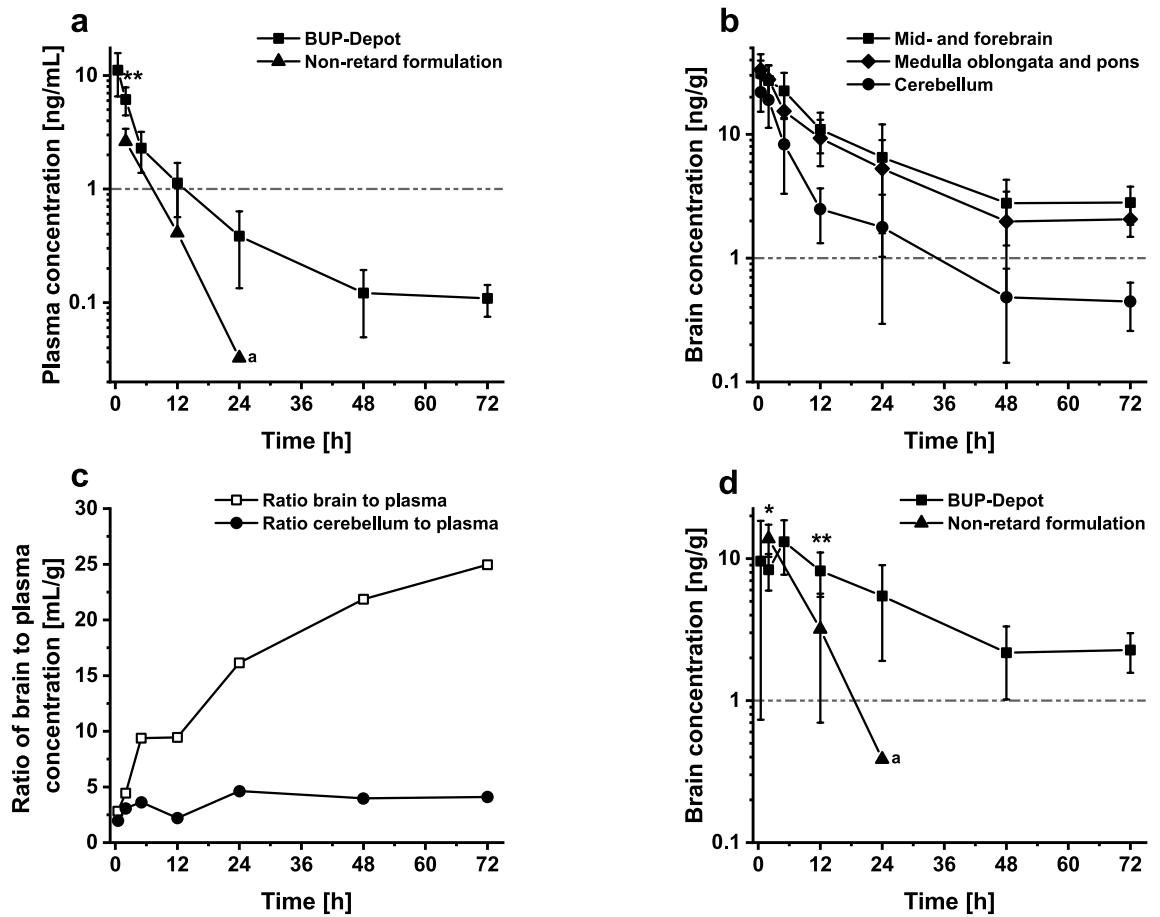 a
BUP-Depot
Non-retard formulation
**
10
1
0.1
a
0 12 24 36 48 60 72
Time [h]
Plasma concentration [ng/mL]
b
Mid- and forebrain
Medulla oblongata and pons
Cerebellum
10
1
0.1
0 12 24 36 48 60 72
Time [h]
Brain concentration [ng/g]
c
Ratio brain to plasma
Ratio cerebellum to plasma
30
25
20
15
10
5
0
0 12 24 36 48 60 72
Time [h]
Ratio of brain to plasma
concentration [mL/g]
d
BUP-Depot
Non-retard formulation
*
**
10
1
0.1
a
0 12 24 36 48 60 72
Time [h]
Brain concentration [ng/g]